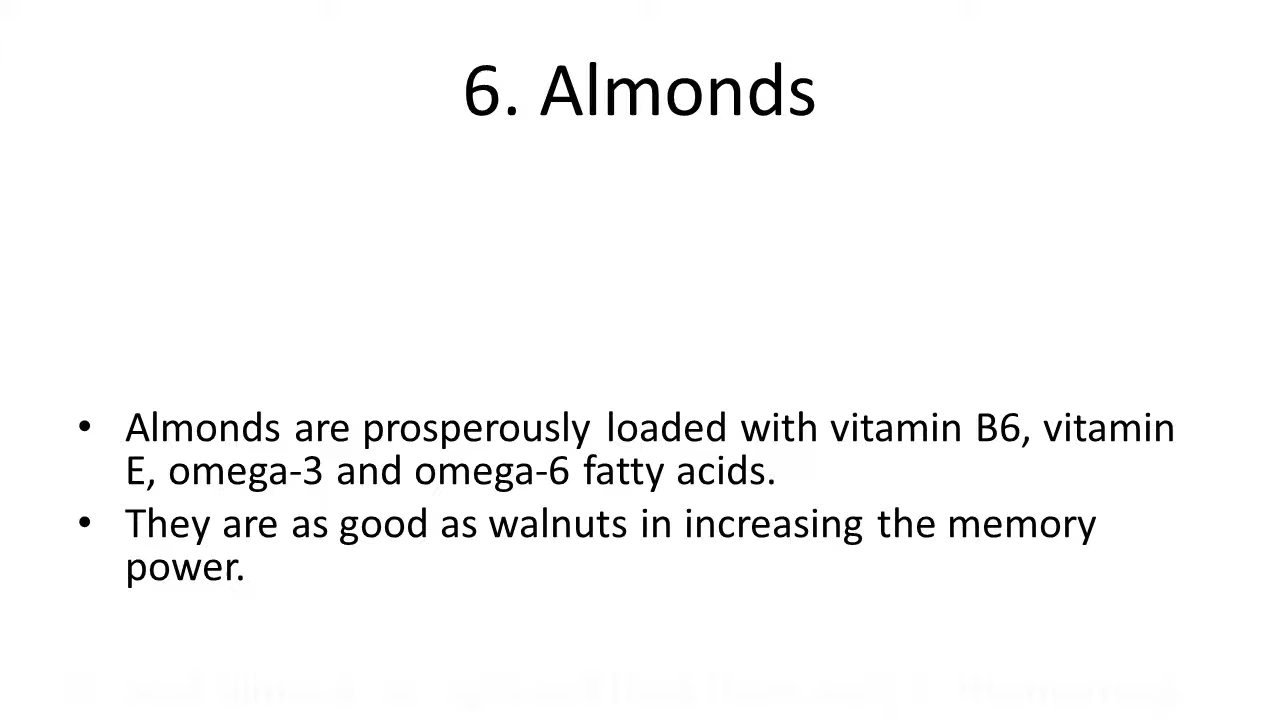 6. Almonds
• Almonds are prosperously loaded with vitamin B6, vitamin
E, omega-3 and omega-6 fatty acids.
• They are as good as walnuts in increasing the memory
power.